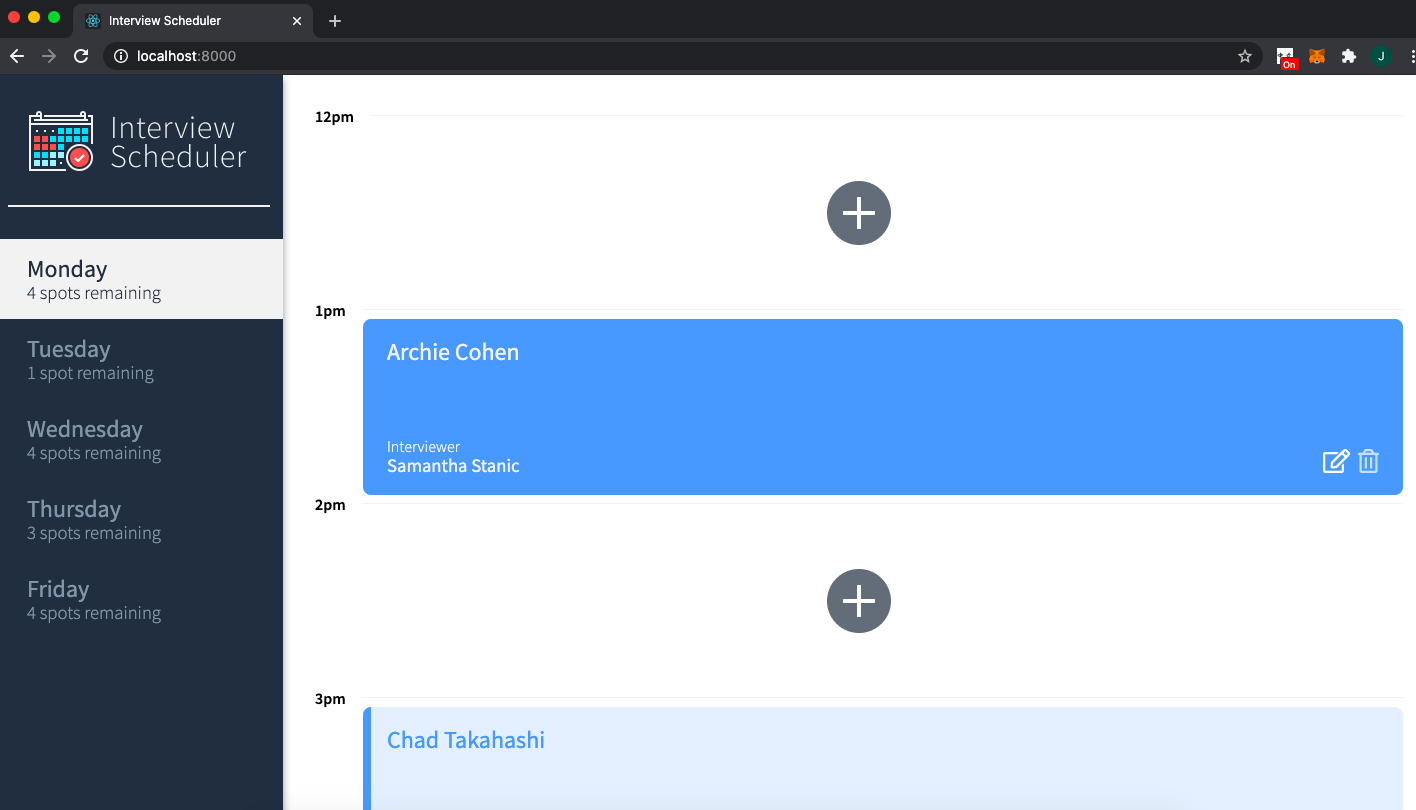 Interview Scheduler
localhost:8000
On
J
Interview
Scheduler
Monday
4 spots remaining
Tuesday
1 spot remaining
Wednesday
4 spots remaining
Thursday
3 spots remaining
Friday
4 spots remaining
12pm
1pm
Archie Cohen
Interviewer
Samantha Stanic
2pm
3pm
Chad Takahashi